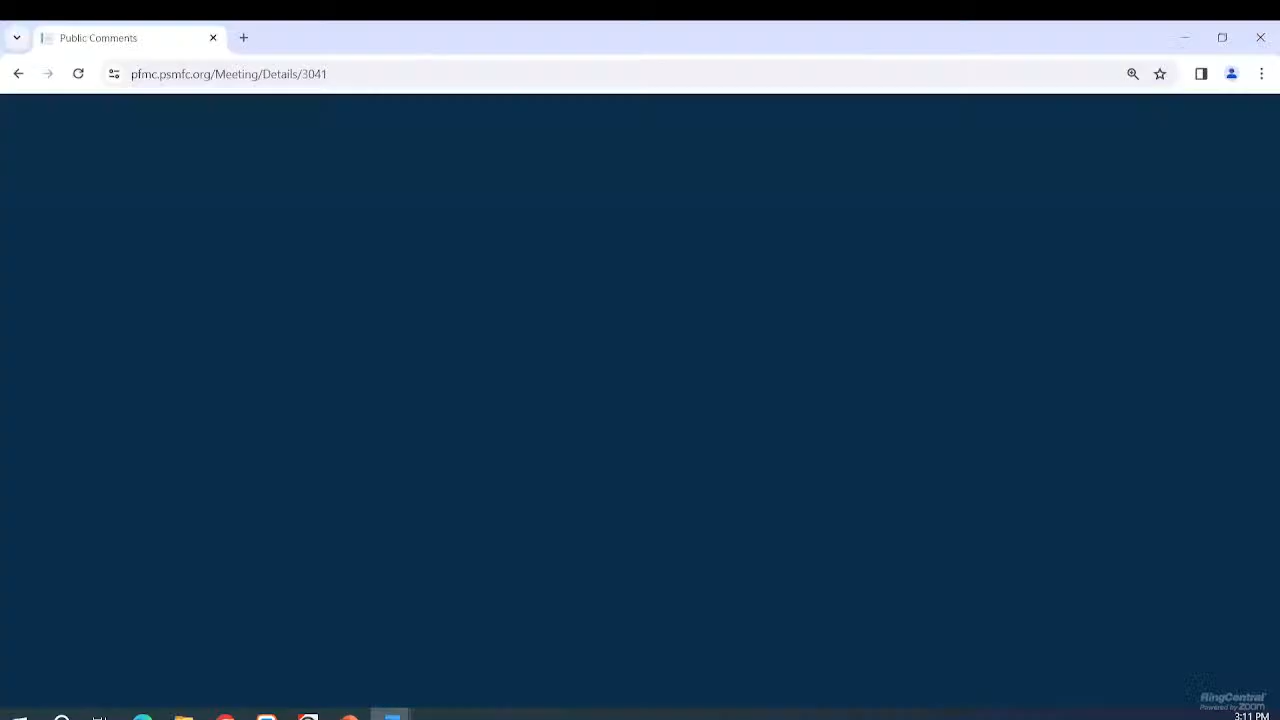 Public Comments
pfmc.psmfc.org/Meeting/Details/3041
RingCentral
Powered by zoom
3:11 PM